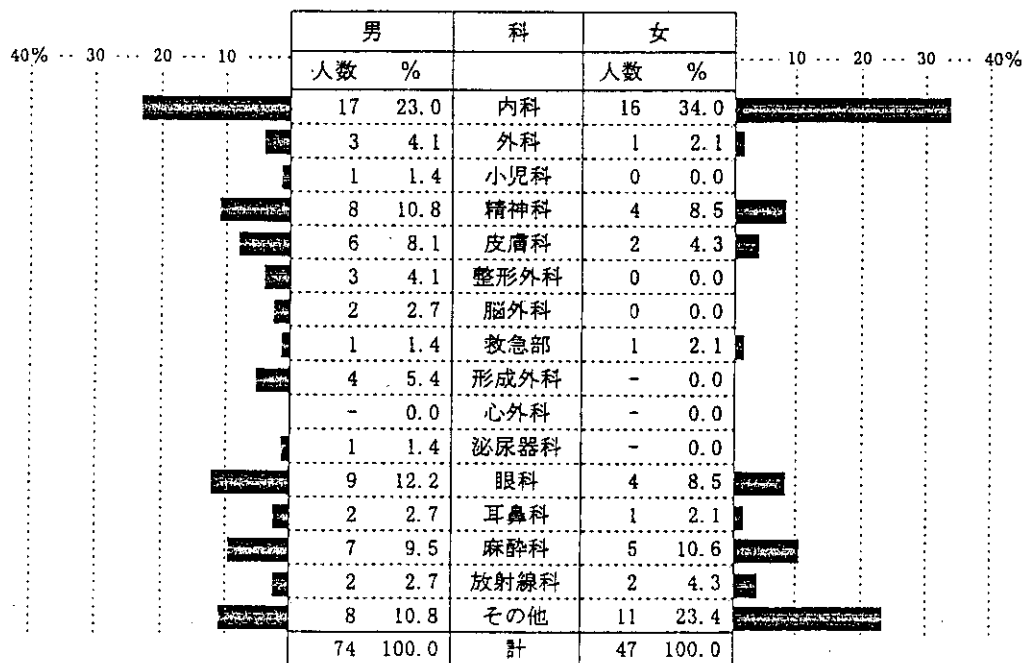 男 科 女
40% 30 20 10 人数 % 人数 % 10 20 30 40%
17 23.0 内科 16 34.0
3 4.1 外科 1 2.1
1 1.4 小児科 0 0.0
8 10.8 精神科 4 8.5
6 8.1 皮膚科 2 4.3
3 4.1 整形外科 0 0.0
2 2.7 脳外科 0 0.0
1 1.4 救急部 1 2.1
4 5.4 形成外科 - 0.0
- 0.0 心外科 - 0.0
1 1.4 泌尿器科 - 0.0
9 12.2 眼科 4 8.5
2 2.7 耳鼻科 1 2.1
7 9.5 麻酔科 5 10.6
2 2.7 放射線科 2 4.3
8 10.8 その他 11 23.4
74 100.0 計 47 100.0